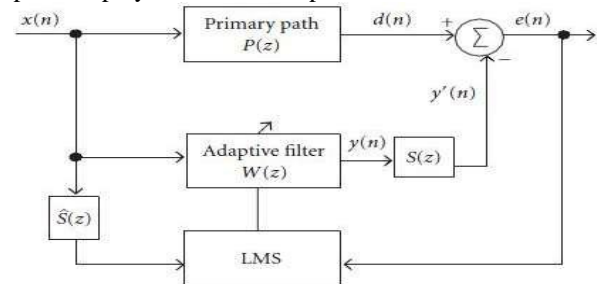 x(n)
Primary path
P(z)
d(n)
+
Σ
e(n)
−
y′(n)
Adaptive filter
W(z)
y(n)
S(z)
Ŝ(z)
LMS